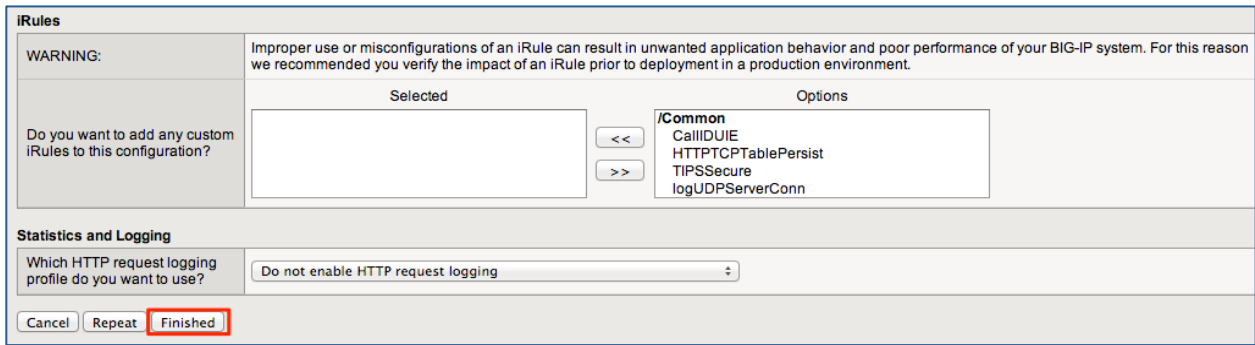 iRules
WARNING:
Improper use or misconfigurations of an iRule can result in unwanted application behavior and poor performance of your BIG-IP system. For this reason
we recommended you verify the impact of an iRule prior to deployment in a production environment.
Do you want to add any custom
iRules to this configuration?
Selected
<<
>>
Options
/Common
CallIDUIE
HTTPTCPTablePersist
TIPSSecure
logUDPServerConn
Statistics and Logging
Which HTTP request logging
profile do you want to use?
Do not enable HTTP request logging
Cancel Repeat Finished